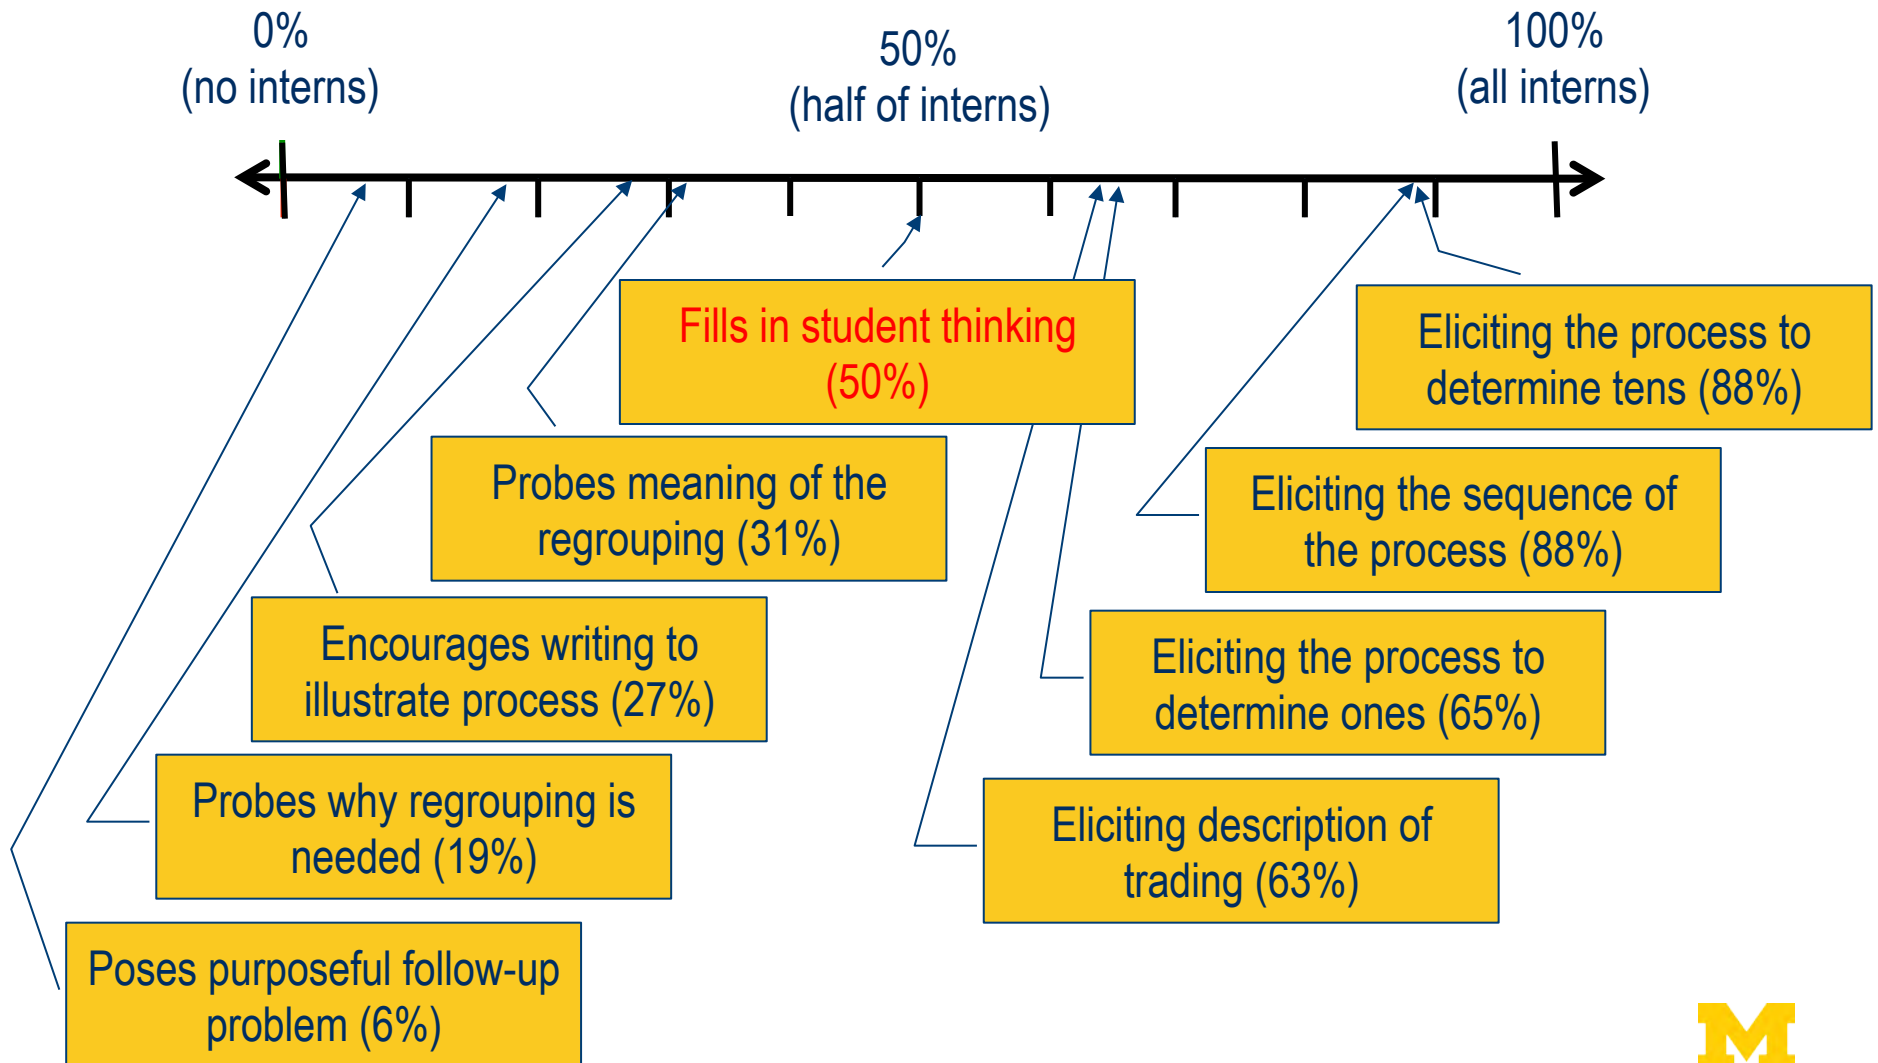 0%
(no interns)
50%
(half of interns)
100%
(all interns)
Fills in student thinking
(50%)
Eliciting the process to
determine tens (88%)
Probes meaning of the
regrouping (31%)
Eliciting the sequence of
the process (88%)
Encourages writing to
illustrate process (27%)
Eliciting the process to
determine ones (65%)
Probes why regrouping is
needed (19%)
Eliciting description of
trading (63%)
Poses purposeful follow-up
problem (6%)
M